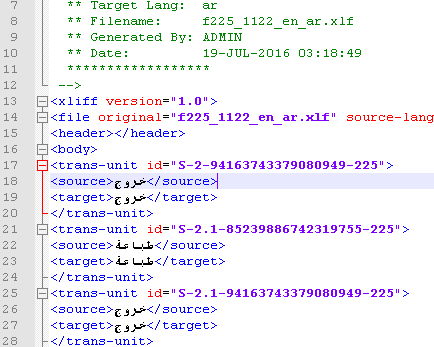 7 ** Target Lang:  ar
8 ** Filename:     f225_1122_en_ar.xlf
9 ** Generated By: ADMIN
10 ** Date:         19-JUL-2016 03:18:49
11 ******************
12 -->
13 <xliff version="1.0">
14 <file original="f225_1122_en_ar.xlf" source-lang
15 <header></header>
16 <body>
17 <trans-unit id="S-2-94163743379080949-225">
18 <source>خروج</source>
19 <target>خروج</target>
20 </trans-unit>
21 <trans-unit id="S-2.1-85239886742319755-225">
22 <source>طباعة</source>
23 <target>طباعة</target>
24 </trans-unit>
25 <trans-unit id="S-2.1-94163743379080949-225">
26 <source>خروج</source>
27 <target>خروج</target>
28 </trans-unit>